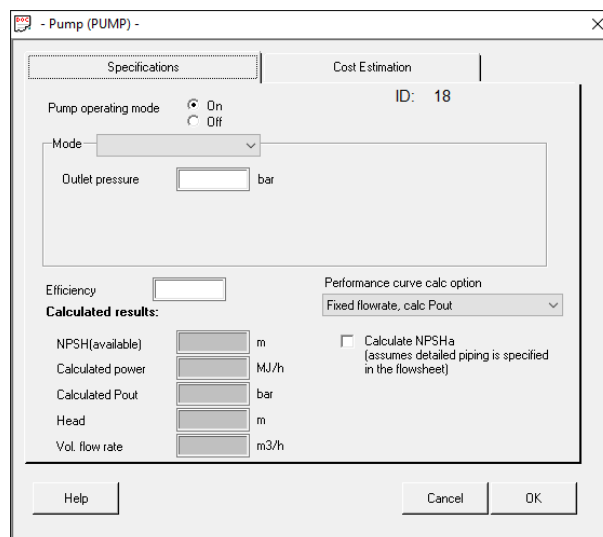 DOC
- Pump (PUMP) -
Specifications
Cost Estimation
ID: 18
Pump operating mode
On
Off
Mode
Outlet pressure bar
Efficiency
Performance curve calc option
Fixed flowrate, calc Pout
Calculated results:
NPSH(available) m
Calculate NPSHa
(assumes detailed piping is specified
in the flowsheet)
Calculated power MJ/h
Calculated Pout bar
Head m
Vol. flow rate m3/h
Help
Cancel
OK